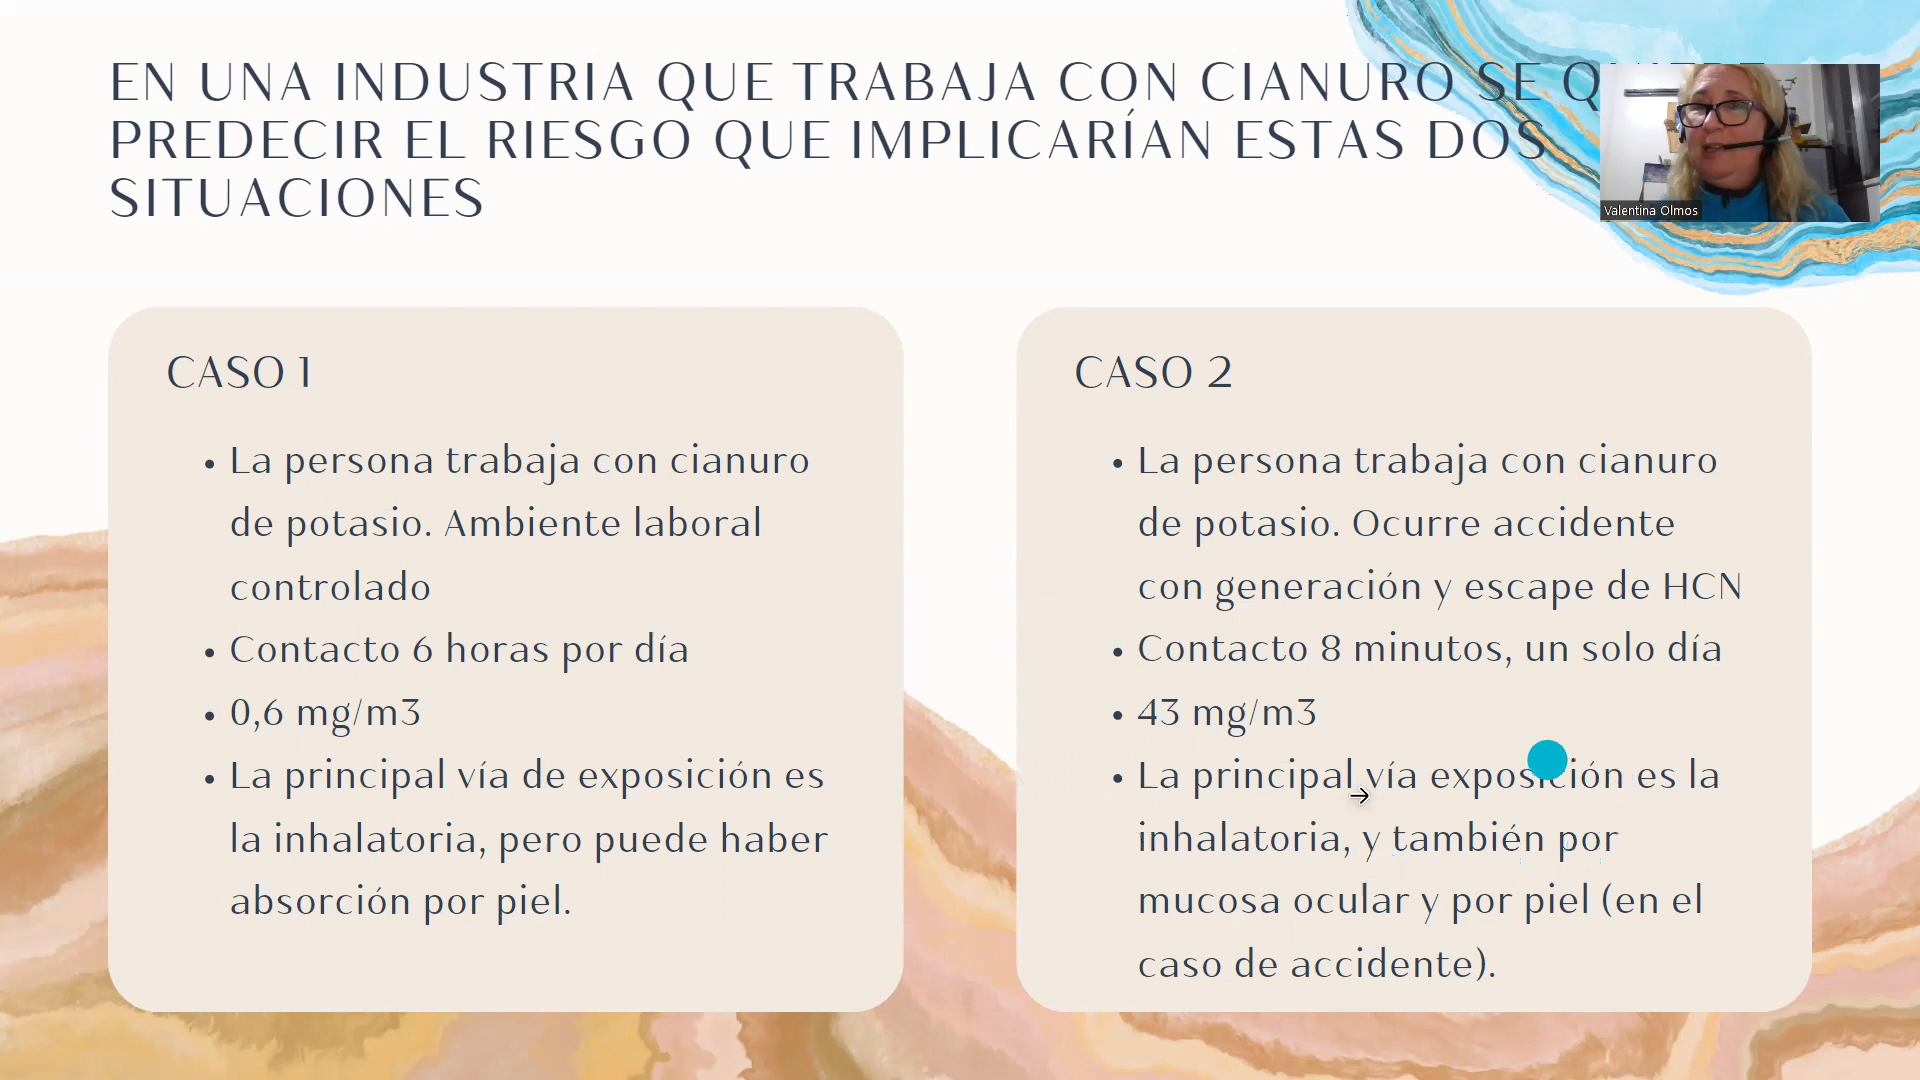 EN UNA INDUSTRIA QUE TRABAJA CON CIANURO SE
PREDECIR EL RIESGO QUE IMPLICARÍAN ESTAS DOS
SITUACIONES
Valentina Olmos
CASO 1
• La persona trabaja con cianuro
de potasio. Ambiente laboral
controlado
• Contacto 6 horas por día
• 0,6 mg/m3
• La principal vía de exposición es
la inhalatoria, pero puede haber
absorción por piel.
CASO 2
• La persona trabaja con cianuro
de potasio. Ocurre accidente
con generación y escape de HCN
• Contacto 8 minutos, un solo día
• 43 mg/m3
• La principal vía exposición es la
inhalatoria, y también por
mucosa ocular y por piel (en el
caso de accidente).